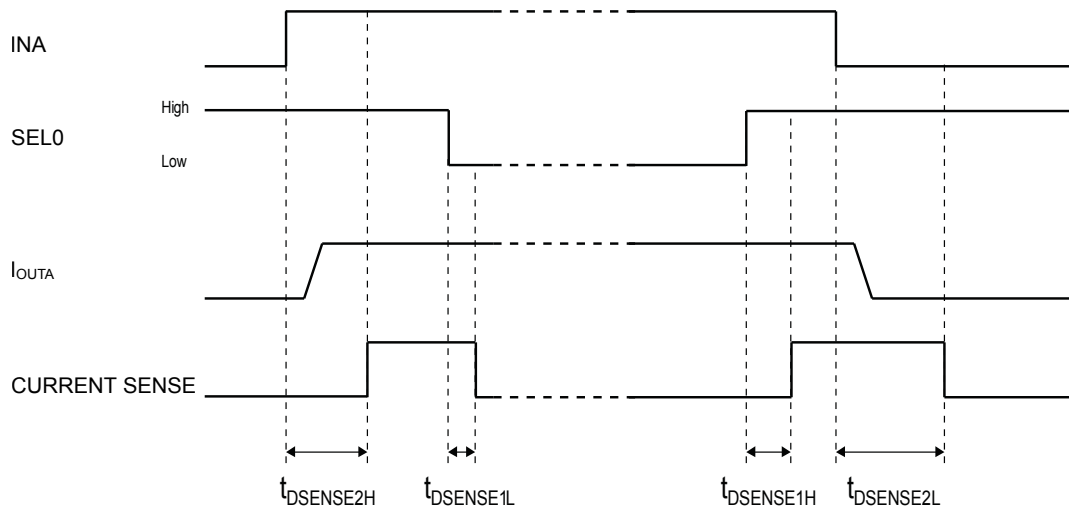 INA
High
SEL0
Low
IOUTA
CURRENT SENSE
tDSENSE2H tDSENSE1L tDSENSE1H tDSENSE2L